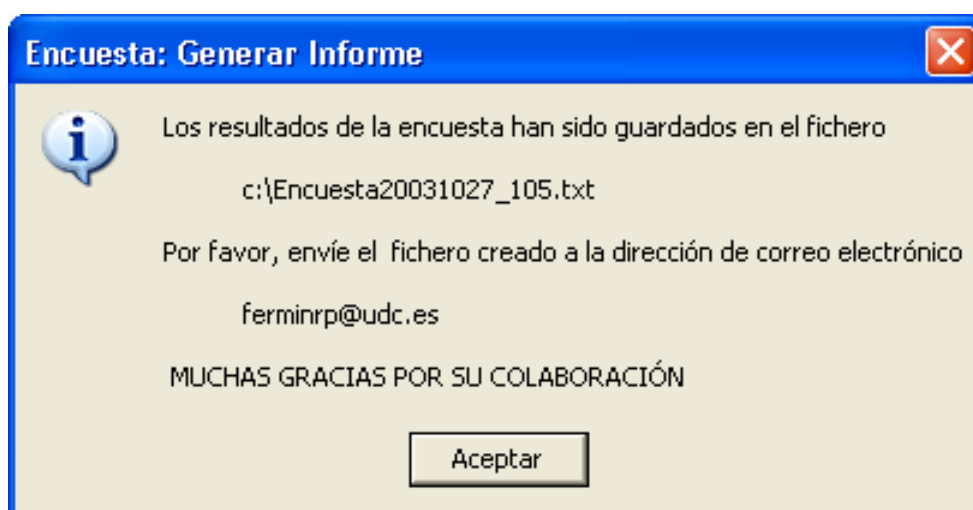 Encuesta: Generar Informe
Los resultados de la encuesta han sido guardados en el fichero
c:\Encuesta20031027_105.txt
Por favor, envíe el  fichero creado a la dirección de correo electrónico
ferminrp@udc.es
MUCHAS GRACIAS POR SU COLABORACIÓN
Aceptar